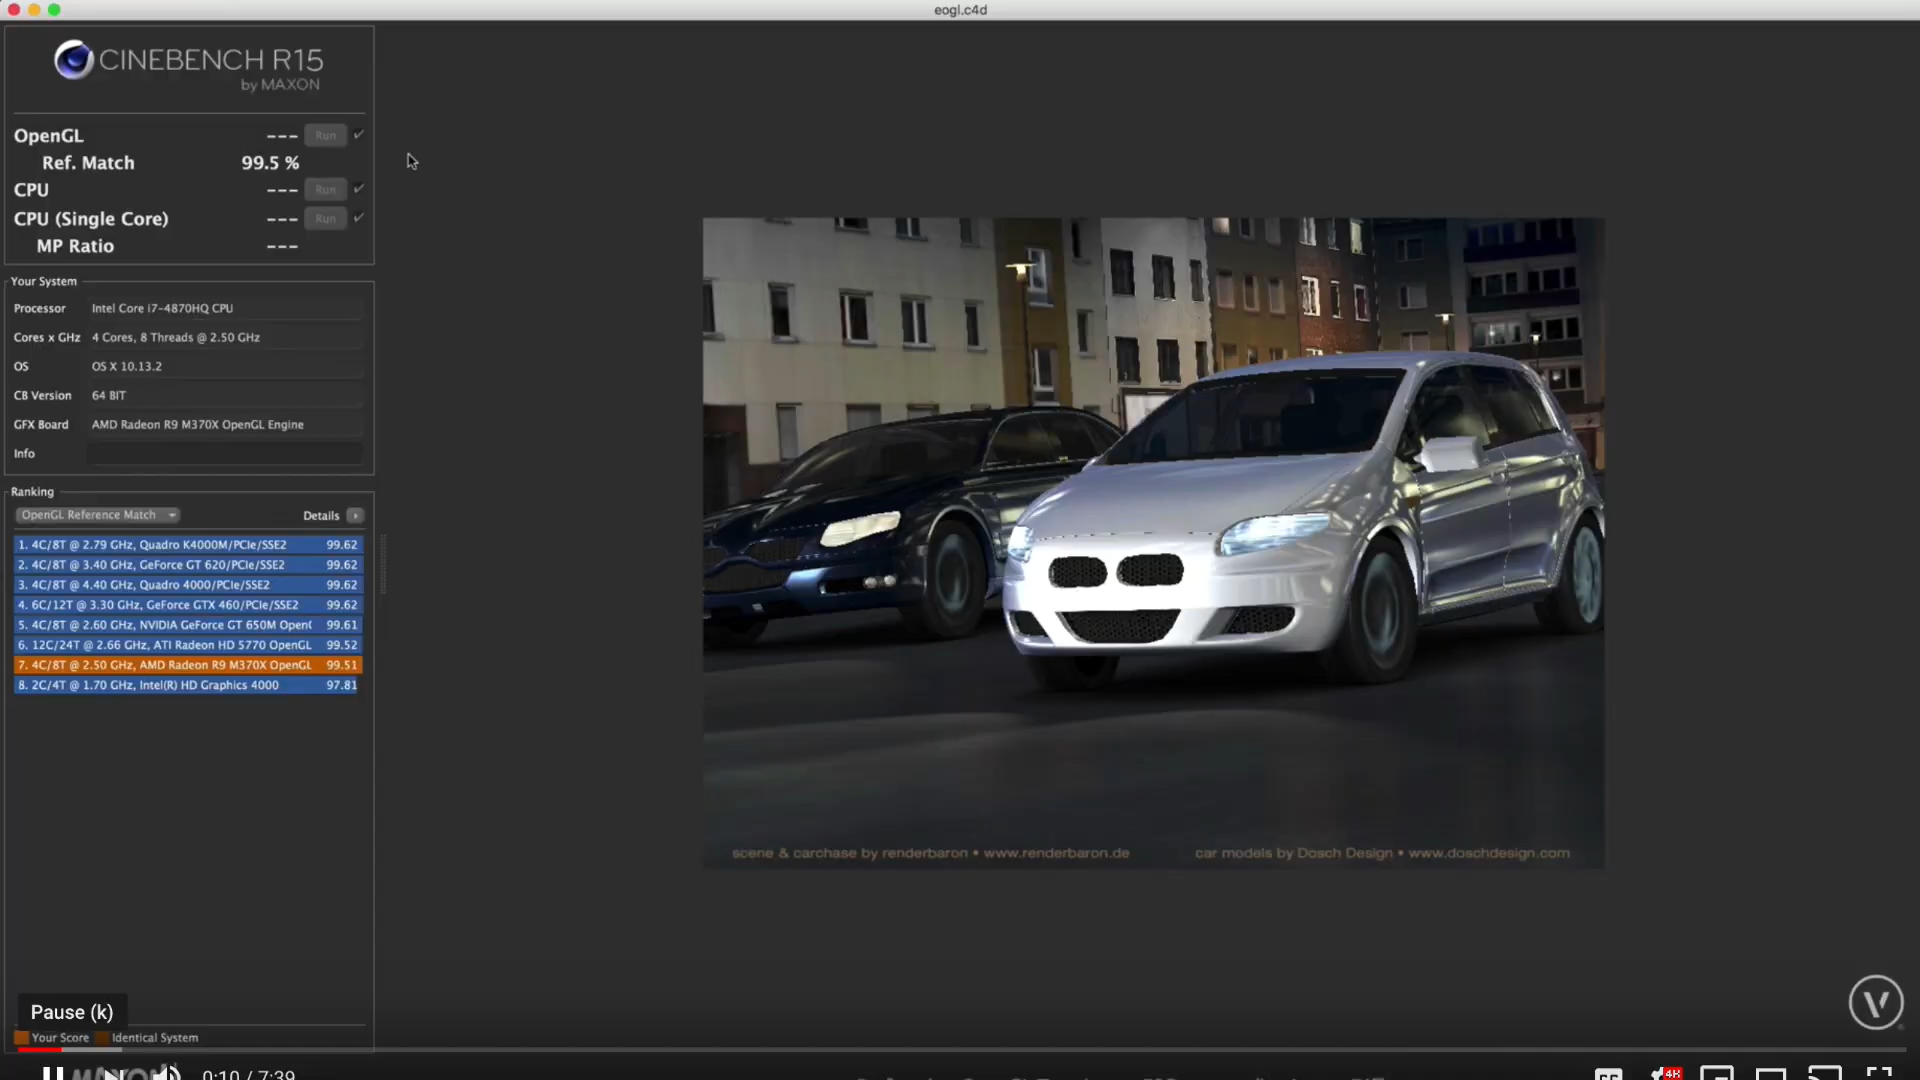 eogl.c4d
CINEBENCH R15
by MAXON
OpenGL --- Run
Ref. Match 99.5 %
CPU --- Run
CPU (Single Core) --- Run
MP Ratio ---
Your System
Processor Intel Core i7-4870HQ CPU
Cores x GHz 4 Cores, 8 Threads @ 2.50 GHz
OS OS X 10.13.2
CB Version 64 BIT
GFX Board AMD Radeon R9 M370X OpenGL Engine
Info
Ranking
OpenGL Reference Match Details
1. 4C/8T @ 2.79 GHz, Quadro K4000M/PCIe/SSE2 99.62
2. 4C/8T @ 3.40 GHz, GeForce GT 620/PCIe/SSE2 99.62
3. 4C/8T @ 4.40 GHz, Quadro 4000/PCIe/SSE2 99.62
4. 6C/12T @ 3.30 GHz, GeForce GTX 460/PCIe/SSE2 99.62
5. 4C/8T @ 2.60 GHz, NVIDIA GeForce GT 650M Open 99.61
6. 12C/24T @ 2.66 GHz, ATI Radeon HD 5770 OpenGL 99.52
7. 4C/8T @ 2.50 GHz, AMD Radeon R9 M370X OpenGL 99.51
8. 2C/4T @ 1.70 GHz, Intel(R) HD Graphics 4000 97.81
scene & carchase by renderbaron • www.renderbaron.de car models by Dosch Design • www.doschdesign.com
V
Pause (k)
Your Score Identical System
MAXON
0:10 / 7:39
4K